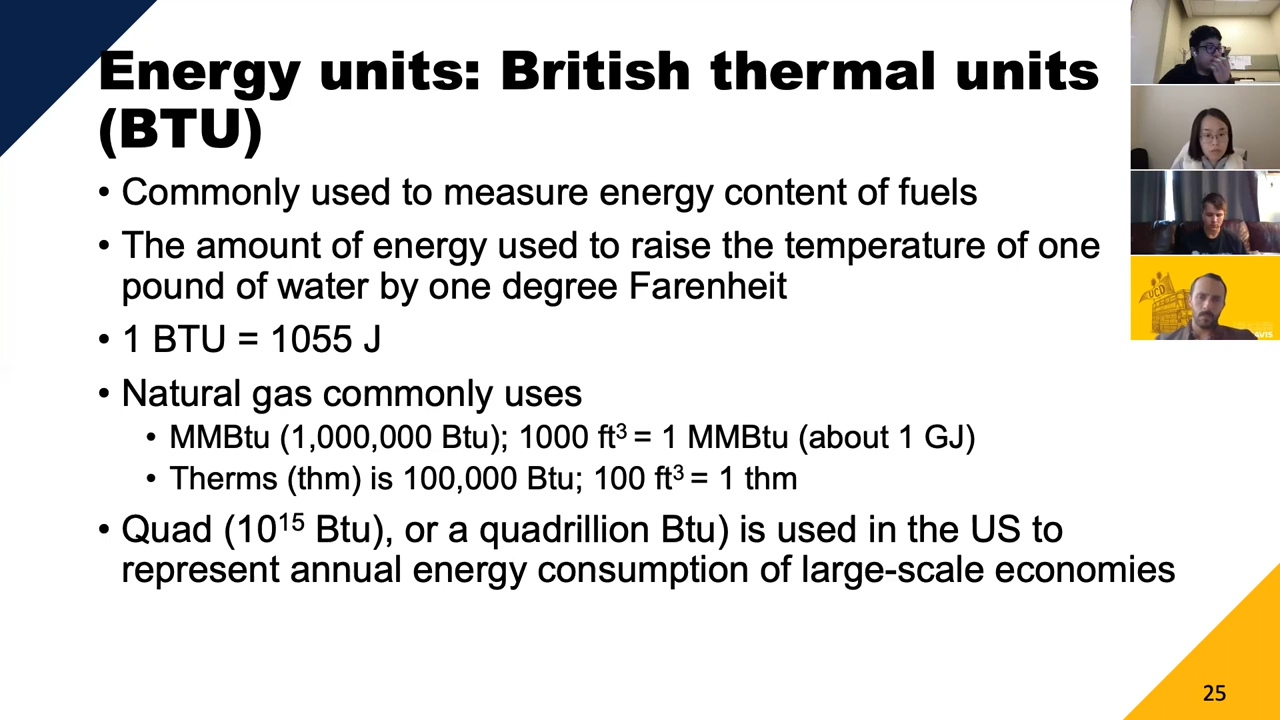 Energy units: British thermal units
(BTU)
• Commonly used to measure energy content of fuels
• The amount of energy used to raise the temperature of one
pound of water by one degree Farenheit
• 1 BTU = 1055 J
• Natural gas commonly uses
• MMBtu (1,000,000 Btu); 1000 ft³ = 1 MMBtu (about 1 GJ)
• Therms (thm) is 100,000 Btu; 100 ft³ = 1 thm
• Quad (10¹⁵ Btu), or a quadrillion Btu) is used in the US to
represent annual energy consumption of large-scale economies
25
UCD